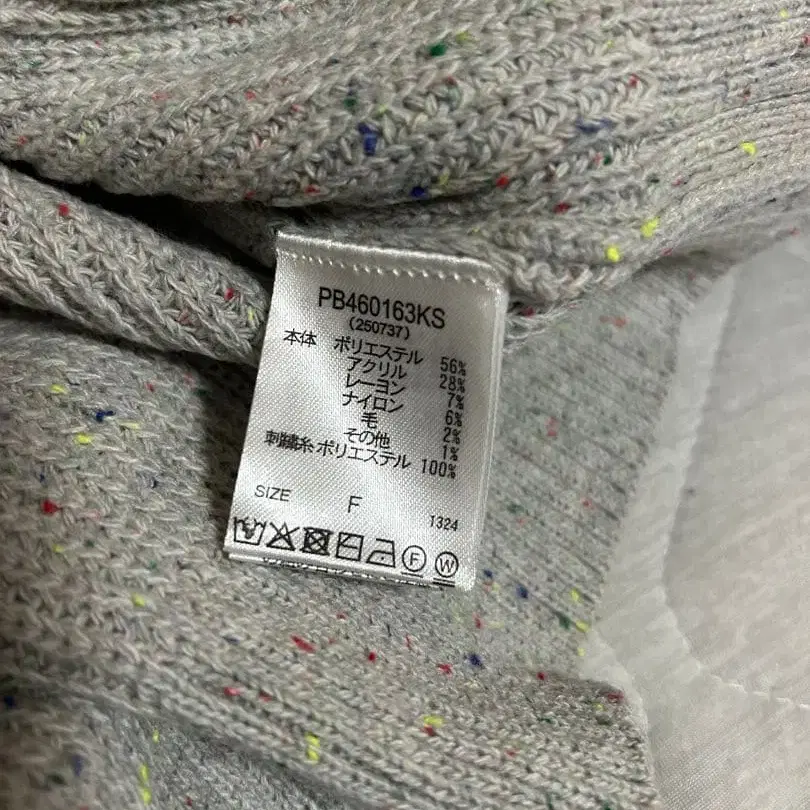 PB460163KS
(250737)
本体 ポリエステル 56%
アクリル 28%
レーヨン 7%
ナイロン 6%
毛 2%
その他 1%
刺繍糸 ポリエステル 100%
SIZE F
1324
F W